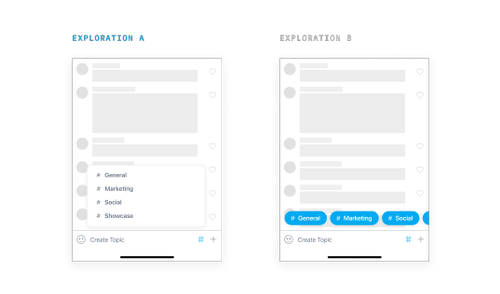 EXPLORATION A
# General
# Marketing
# Social
# Showcase
Create Topic #
EXPLORATION B
# General # Marketing # Social
Create Topic #